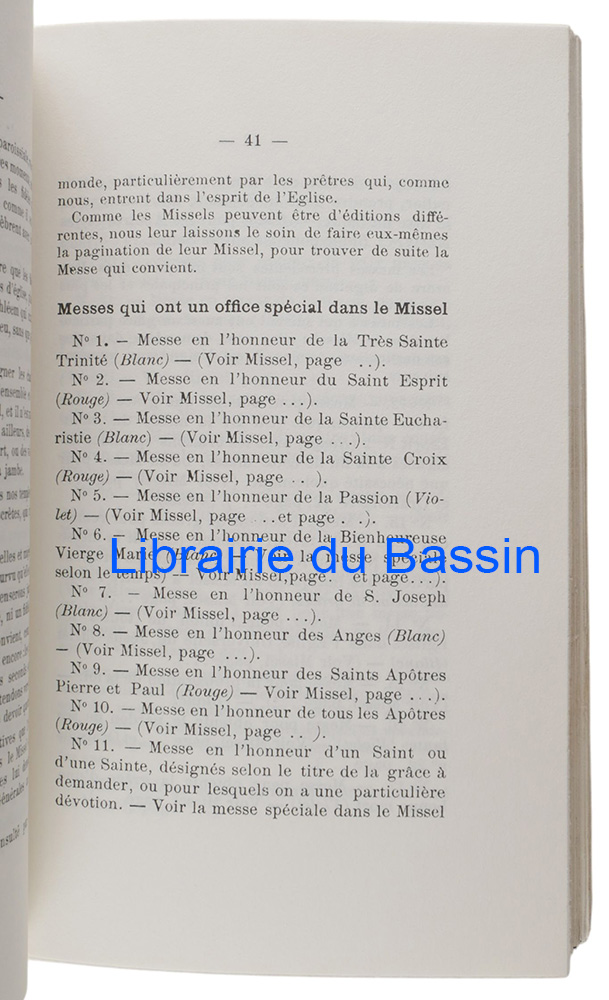 — 41 —
monde, particulièrement par les prêtres qui, comme
nous, entrent dans l'esprit de l'Eglise.
Comme les Missels peuvent être d'éditions diffé-
rentes, nous leur laissons le soin de faire eux-mêmes
la pagination de leur Missel, pour trouver de suite la
Messe qui convient.
Messes qui ont un office spécial dans le Missel
N° 1. — Messe en l'honneur de la Très Sainte
Trinité (Blanc) — (Voir Missel, page ..).
N° 2. — Messe en l'honneur du Saint Esprit
(Rouge) — Voir Missel, page ...).
N° 3. — Messe en l'honneur de la Sainte Eucha-
ristie (Blanc) — (Voir Missel, page ...).
N° 4. — Messe en l'honneur de la Sainte Croix
(Rouge) — (Voir Missel, page .. ).
N° 5. — Messe en l'honneur de la Passion (Vio-
let) — (Voir Missel, page ...et page . .).
N° 6. — Messe en l'honneur de la Bienheureuse
Vierge Marie (Blanc) Voir la messe
Librairie du Bassin
selon le temps) — Voir Missel,page. et page...).
N° 7. — Messe en l'honneur de S. Joseph
(Blanc) — (Voir Missel, page ...).
N° 8. — Messe en l'honneur des Anges (Blanc)
— (Voir Missel, page ...).
N° 9. — Messe en l'honneur des Saints Apôtres
Pierre et Paul (Rouge) — Voir Missel, page ...).
N° 10. — Messe en l'honneur de tous les Apôtres
(Rouge) — (Voir Missel, page .. ).
N° 11. — Messe en l'honneur d'un Saint ou
d'une Sainte, désignés selon le titre de la grâce à
demander, ou pour lesquels on a une particulière
dévotion. — Voir la messe spéciale dans le Missel